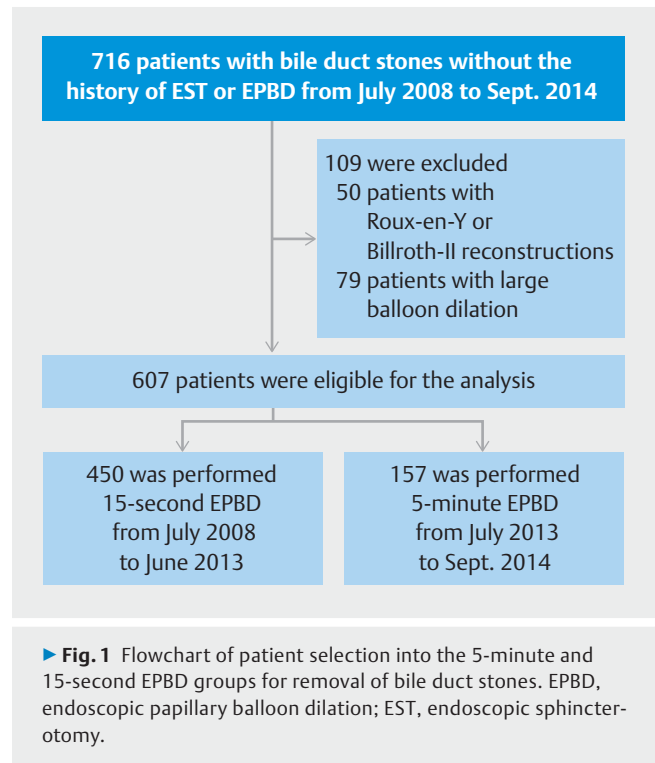 716 patients with bile duct stones without the
history of EST or EPBD from July 2008 to Sept. 2014
109 were excluded
50 patients with
Roux-en-Y or
Billroth-II reconstructions
79 patients with large
balloon dilation
607 patients were eligible for the analysis
450 was performed
15-second EPBD
from July 2008
to June 2013
157 was performed
5-minute EPBD
from July 2013
to Sept. 2014
▶ Fig. 1 Flowchart of patient selection into the 5-minute and
15-second EPBD groups for removal of bile duct stones. EPBD,
endoscopic papillary balloon dilation; EST, endoscopic sphincter-
otomy.